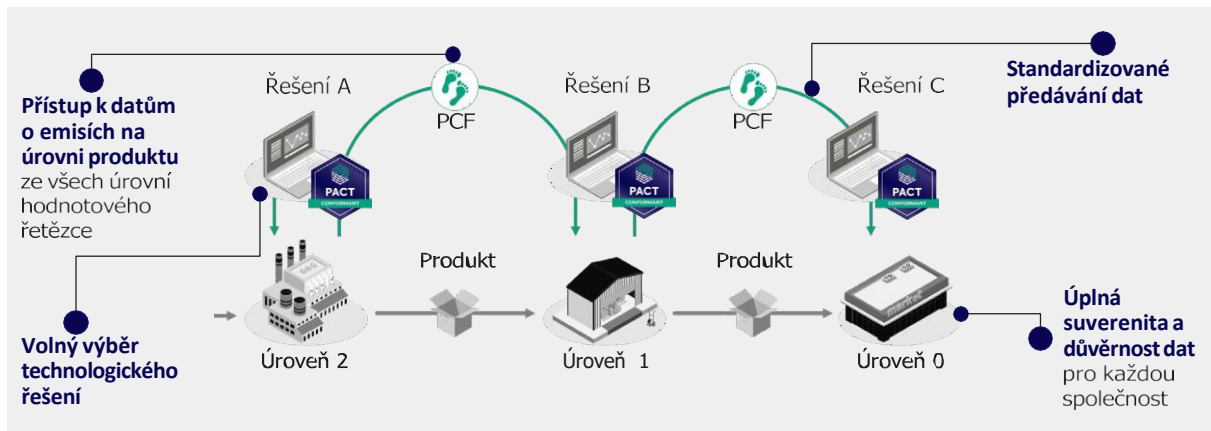 Přístup k datům
o emisích na
úrovni produktu
ze všech úrovní
hodnotového
řetězce
Volný výběr
technologického
řešení
Řešení A
PCF
Řešení B
PCF
Řešení C
PACT
CONFORMANT
PACT
CONFORMANT
PACT
CONFORMANT
Standardizované
předávání dat
Produkt
Produkt
market
Úroveň 2
Úroveň 1
Úroveň 0
Úplná
suverenita a
důvěrnost dat
pro každou
společnost